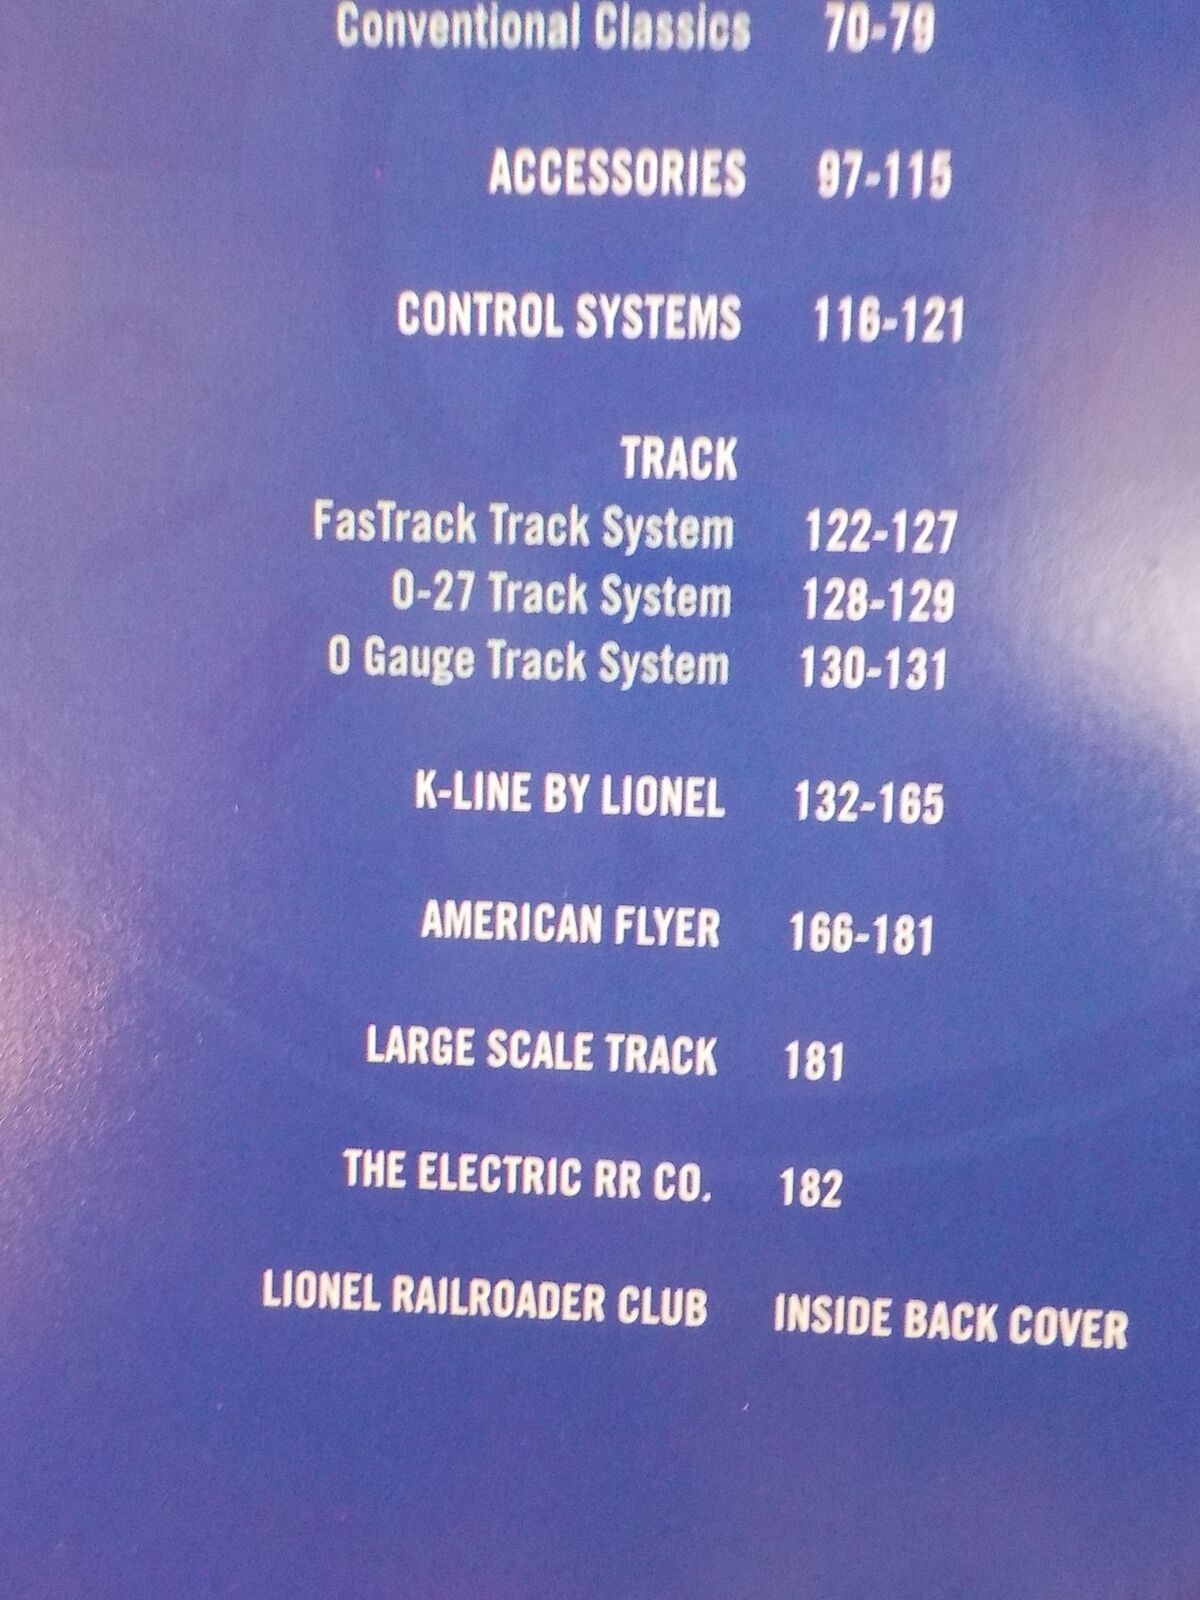 Conventional Classics 70-79
ACCESSORIES 97-115
CONTROL SYSTEMS 116-121
TRACK
FasTrack Track System 122-127
O-27 Track System 128-129
O Gauge Track System 130-131
K-LINE BY LIONEL 132-165
AMERICAN FLYER 166-181
LARGE SCALE TRACK 181
THE ELECTRIC RR CO. 182
LIONEL RAILROADER CLUB INSIDE BACK COVER